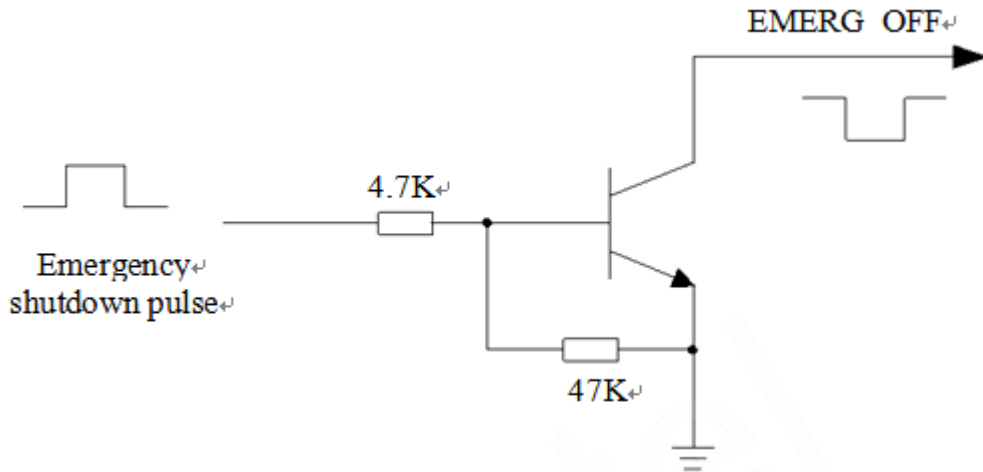 EMERG OFF↵
4.7K↵
Emergency↵
shutdown pulse↵
47K↵